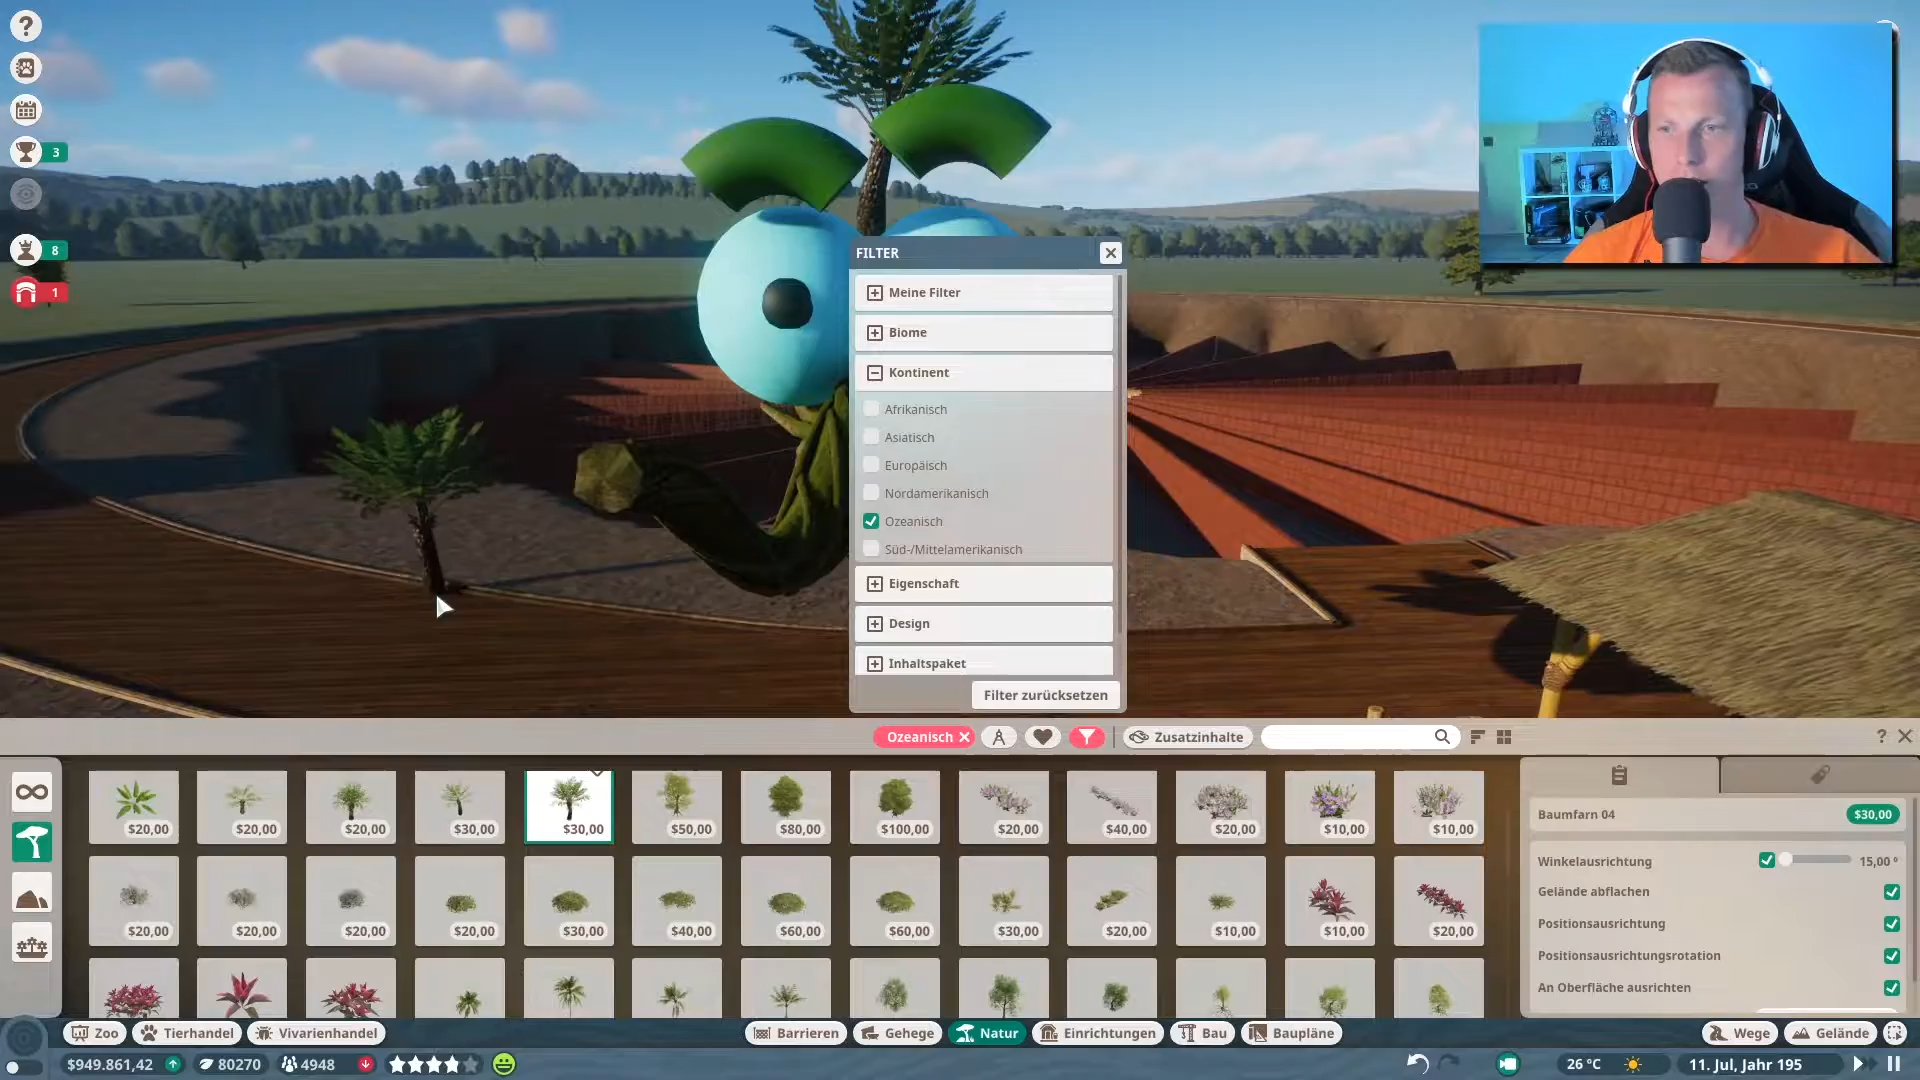 3
8
1
FILTER
Meine Filter
Biome
Kontinent
Afrikanisch
Asiatisch
Europäisch
Nordamerikanisch
Ozeanisch
Süd-/Mittelamerikanisch
Eigenschaft
Design
Inhaltspaket
Filter zurücksetzen
Ozeanisch
Zusatzinhalte
$20,00 $20,00 $20,00 $30,00 $30,00 $50,00 $80,00 $100,00 $20,00 $40,00 $20,00 $10,00 $10,00
$20,00 $20,00 $20,00 $20,00 $30,00 $40,00 $60,00 $60,00 $30,00 $20,00 $10,00 $10,00 $20,00
Baumfarn 04 $30,00
Winkelausrichtung 15,00 °
Gelände abflachen
Positionsausrichtung
Positionsausrichtungsrotation
An Oberfläche ausrichten
Zoo Tierhandel Vivarienhandel Barrieren Gehege Natur Einrichtungen Bau Baupläne Wege Gelände
$949.861,42 80270 4948 26 °C 11. Jul, Jahr 195